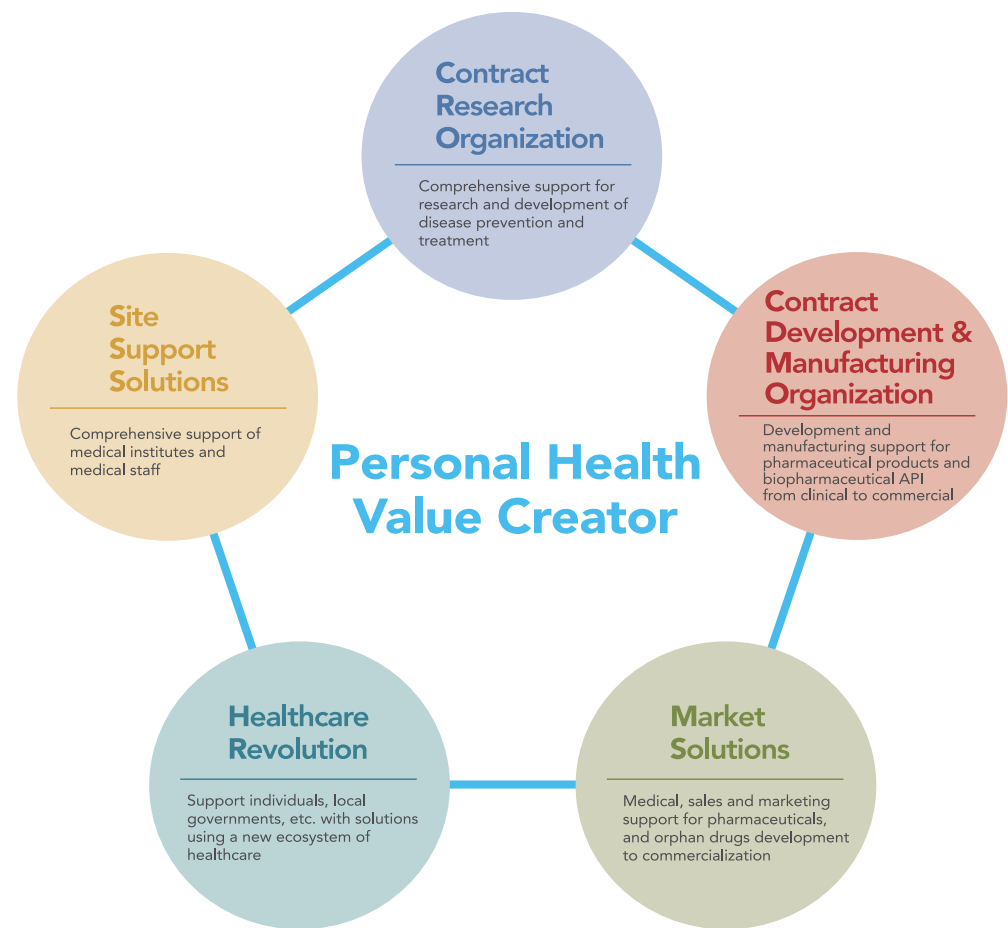 Contract
Research
Organization
Comprehensive support for
research and development of
disease prevention and
treatment
Site
Support
Solutions
Comprehensive support of
medical institutes and
medical staff
Contract
Development &
Manufacturing
Organization
Development and
manufacturing support for
pharmaceutical products and
biopharmaceutical API
from clinical to commercial
Personal Health
Value Creator
Healthcare
Revolution
Support individuals, local
governments, etc. with solutions
using a new ecosystem of
healthcare
Market
Solutions
Medical, sales and marketing
support for pharmaceuticals,
and orphan drugs development
to commercialization